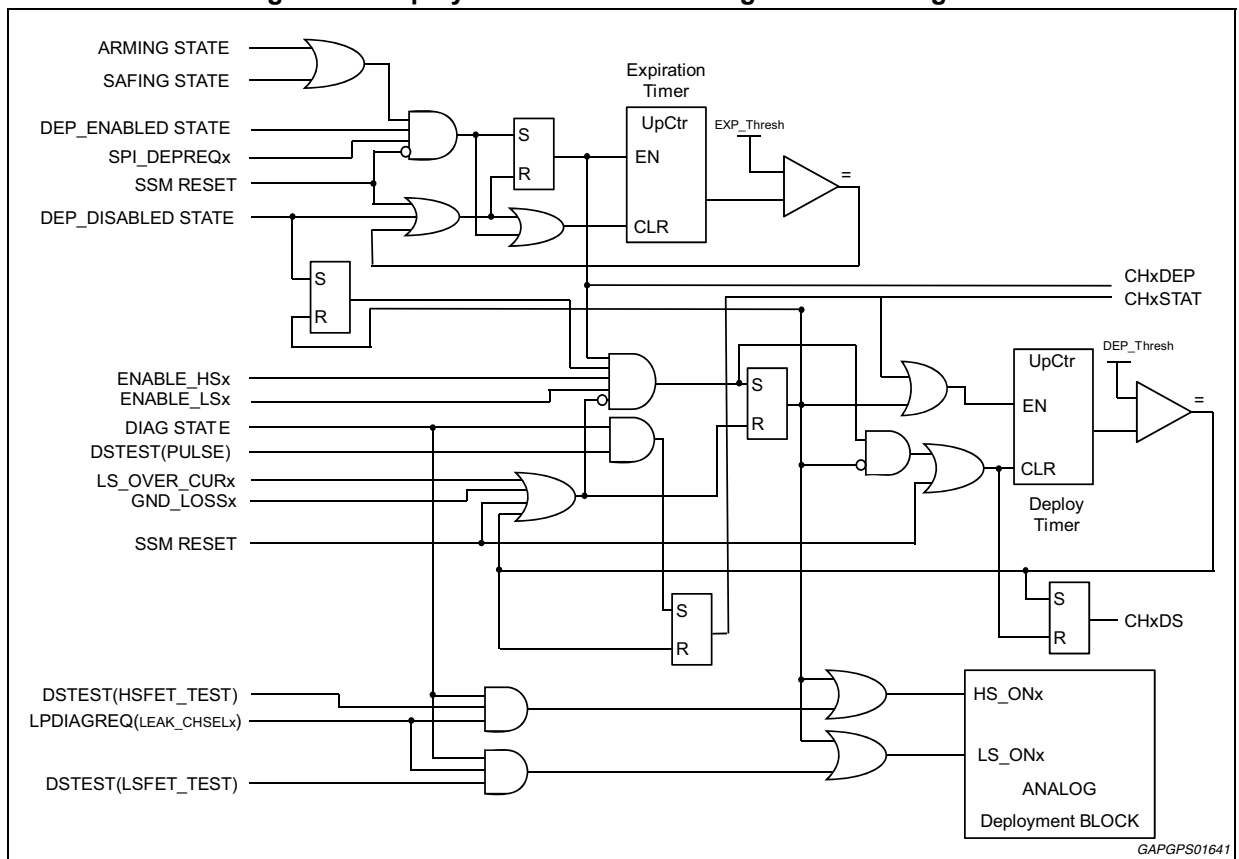 ARMING STATE
SAFING STATE
DEP_ENABLED STATE
SPI_DEPREQx
SSM RESET
DEP_DISABLED STATE
Expiration
Timer
UpCtr
EN
CLR
EXP_Thresh
=
S
R
S
R
CHxDEP
CHxSTAT
ENABLE_HSx
ENABLE_LSx
DIAG STATE
DSTEST(PULSE)
LS_OVER_CURx
GND_LOSSx
SSM RESET
S
R
DEP_Thresh
UpCtr
EN
CLR
=
Deploy
Timer
S
R
S
R
CHxDS
DSTEST(HSFET_TEST)
LPDIAGREQ(LEAK_CHSELx)
DSTEST(LSFET_TEST)
HS_ONx
LS_ONx
ANALOG
Deployment BLOCK
GAPGPS01641